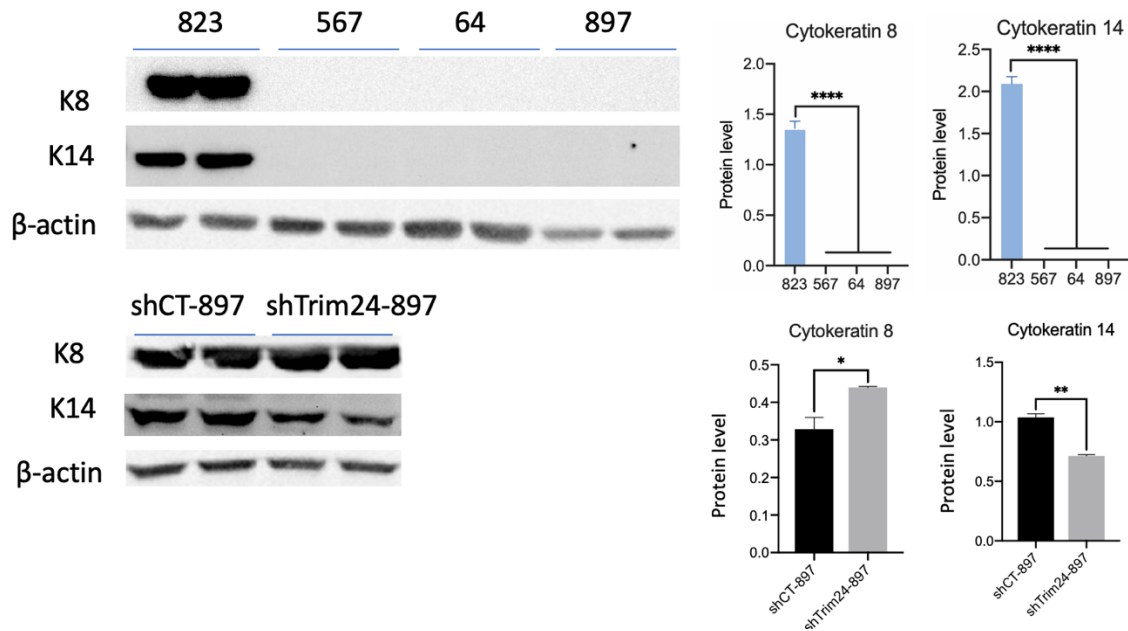 823 567 64 897
K8
K14
β-actin
shCT-897 shTrim24-897
K8
K14
β-actin
Cytokeratin 8
Protein level
2.0
1.5
1.0
0.5
0.0
****
823 567 64 897
Cytokeratin 14
Protein level
2.5
2.0
1.5
1.0
0.5
0.0
****
823 567 64 897
Cytokeratin 8
Protein level
0.5
0.4
0.3
0.2
0.1
0.0
*
shCT-897
shTrim24-897
Cytokeratin 14
Protein level
1.5
1.0
0.5
0.0
**
shCT-897
shTrim24-897